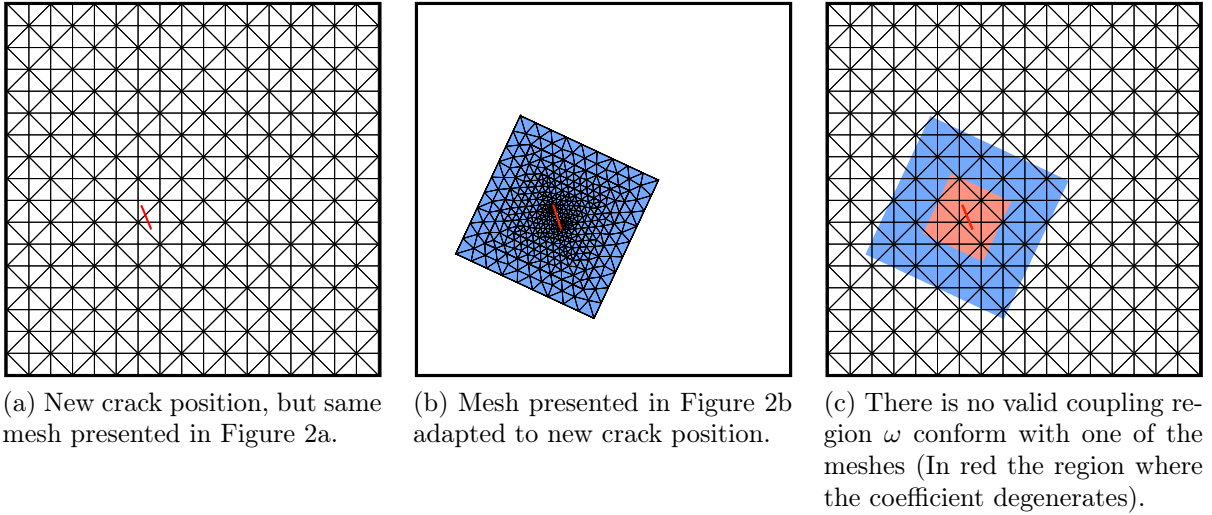 (a) New crack position, but same
mesh presented in Figure 2a.
(b) Mesh presented in Figure 2b
adapted to new crack position.
(c) There is no valid coupling re-
gion ω conform with one of the
meshes (In red the region where
the coefficient degenerates).